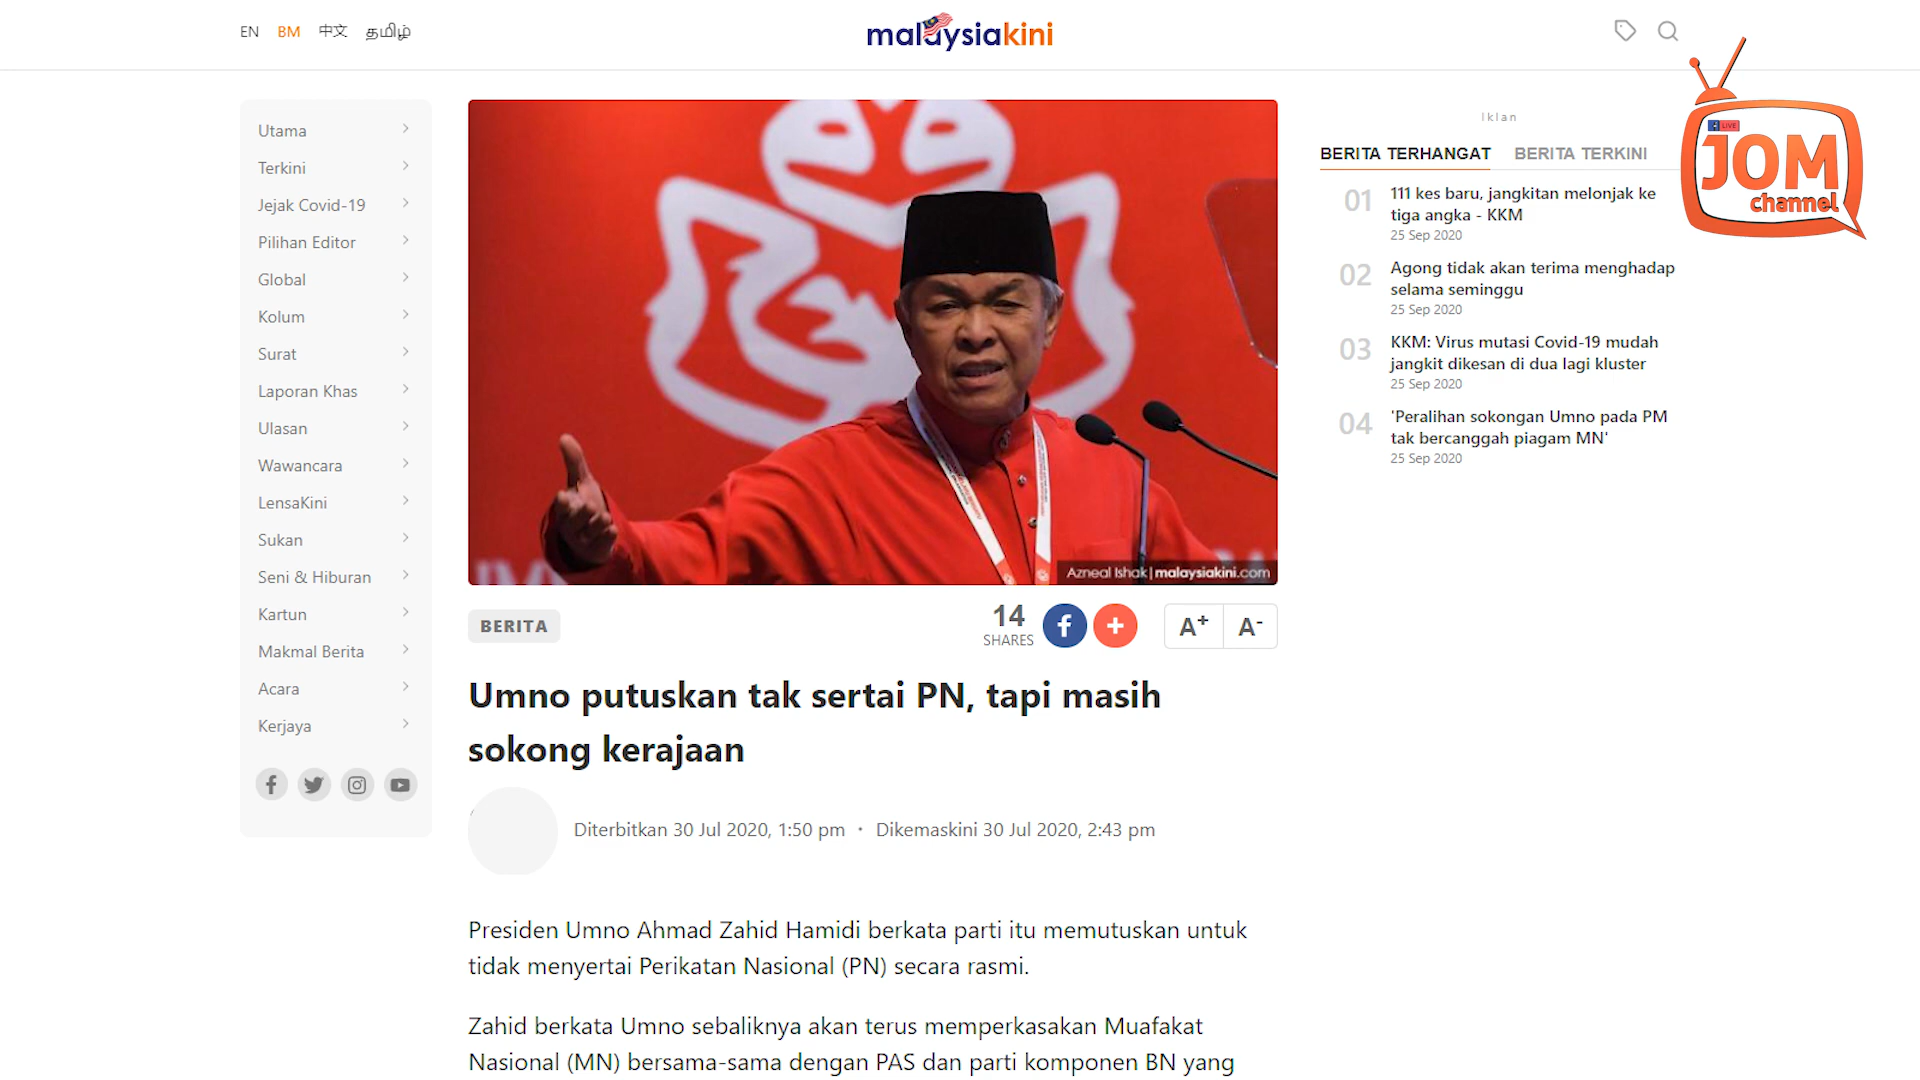 EN BM 中文 தமிழ்
malaysiakini
LIVE
JOM
channel
Utama
Terkini
Jejak Covid-19
Pilihan Editor
Global
Kolum
Surat
Laporan Khas
Ulasan
Wawancara
LensaKini
Sukan
Seni & Hiburan
Kartun
Makmal Berita
Acara
Kerjaya
Azneal Ishak | malaysiakini.com
BERITA
14
SHARES
A+ A-
Umno putuskan tak sertai PN, tapi masih
sokong kerajaan
Diterbitkan 30 Jul 2020, 1:50 pm · Dikemaskini 30 Jul 2020, 2:43 pm
Presiden Umno Ahmad Zahid Hamidi berkata parti itu memutuskan untuk
tidak menyertai Perikatan Nasional (PN) secara rasmi.
Zahid berkata Umno sebaliknya akan terus memperkasakan Muafakat
Nasional (MN) bersama-sama dengan PAS dan parti komponen BN yang
Iklan
BERITA TERHANGAT BERITA TERKINI
01 111 kes baru, jangkitan melonjak ke
tiga angka - KKM
25 Sep 2020
02 Agong tidak akan terima menghadap
selama seminggu
25 Sep 2020
03 KKM: Virus mutasi Covid-19 mudah
jangkit dikesan di dua lagi kluster
25 Sep 2020
04 'Peralihan sokongan Umno pada PM
tak bercanggah piagam MN'
25 Sep 2020